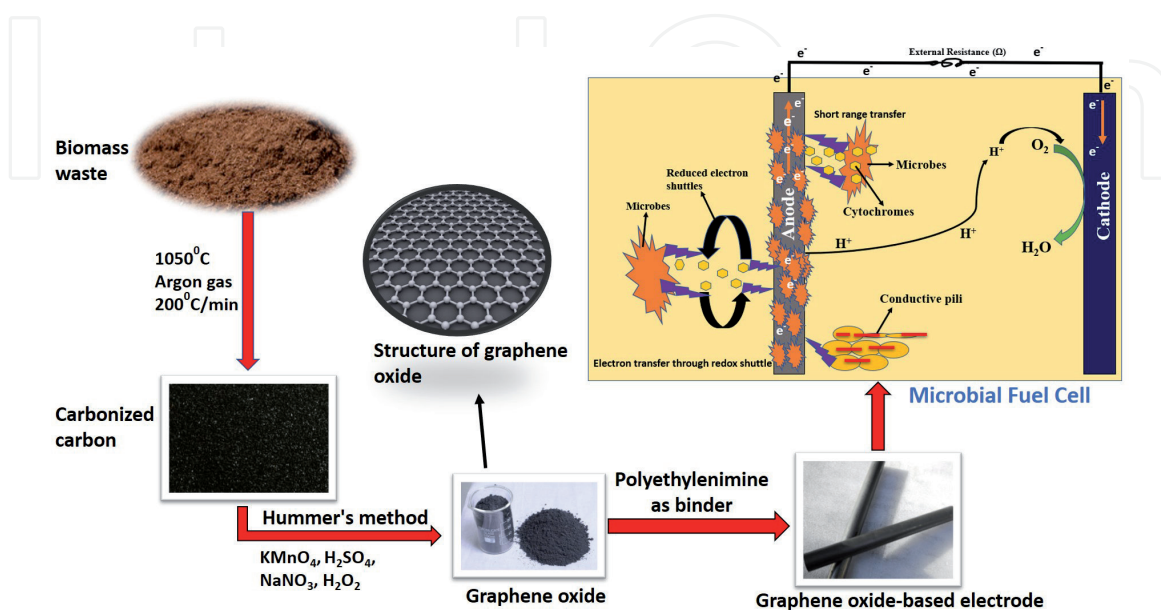 Biomass
waste
1050⁰C
Argon gas
200⁰C/min
Carbonized
carbon
Hummer's method
KMnO₄, H₂SO₄,
NaNO₃, H₂O₂
Structure of graphene
oxide
Graphene oxide
Polyethylenimine
as binder
Graphene oxide-based electrode
Microbial Fuel Cell
External Resistance (Ω)
e⁻
e⁻
e⁻
e⁻
e⁻
e⁻
e⁻
e⁻
e⁻
e⁻
e⁻
e⁻
e⁻
Short range transfer
Microbes
Cytochromes
Reduced electron
shuttles
Microbes
Anode
H⁺
H⁺
H⁺
O₂
H₂O
Cathode
Conductive pili
Electron transfer through redox shuttle